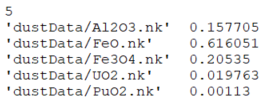 5
'dustData/Al2O3.nk' 0.157705
'dustData/FeO.nk' 0.616051
'dustData/Fe3O4.nk' 0.20535
'dustData/UO2.nk' 0.019763
'dustData/PuO2.nk' 0.00113